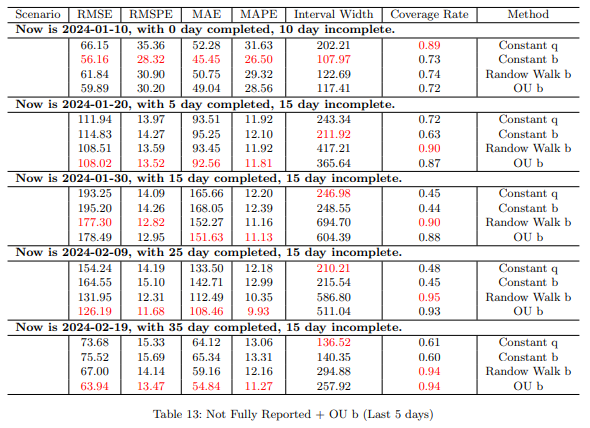 Scenario RMSE RMSPE MAE MAPE Interval Width Coverage Rate Method
Now is 2024-01-10, with 0 day completed, 10 day incomplete.
66.15 35.36 52.28 31.63 202.21 0.89 Constant q
56.16 28.32 45.45 26.50 107.97 0.73 Constant b
61.84 30.90 50.75 29.32 122.69 0.74 Randow Walk b
59.89 30.20 49.04 28.56 117.41 0.72 OU b
Now is 2024-01-20, with 5 day completed, 15 day incomplete.
111.94 13.97 93.51 11.92 243.34 0.72 Constant q
114.83 14.27 95.25 12.10 211.92 0.63 Constant b
108.51 13.59 93.45 11.92 417.21 0.90 Randow Walk b
108.02 13.52 92.56 11.81 365.64 0.87 OU b
Now is 2024-01-30, with 15 day completed, 15 day incomplete.
193.25 14.09 165.66 12.20 246.98 0.45 Constant q
195.20 14.26 168.05 12.39 248.55 0.44 Constant b
177.30 12.82 152.27 11.16 694.70 0.90 Randow Walk b
178.49 12.95 151.63 11.13 604.39 0.88 OU b
Now is 2024-02-09, with 25 day completed, 15 day incomplete.
154.24 14.19 133.50 12.18 210.21 0.48 Constant q
164.55 15.10 142.71 12.99 215.54 0.45 Constant b
131.95 12.31 112.49 10.35 586.80 0.95 Randow Walk b
126.19 11.68 108.46 9.93 511.04 0.93 OU b
Now is 2024-02-19, with 35 day completed, 15 day incomplete.
73.68 15.33 64.12 13.06 136.52 0.61 Constant q
75.52 15.69 65.34 13.31 140.35 0.60 Constant b
67.00 14.14 59.16 12.16 294.88 0.94 Randow Walk b
63.94 13.47 54.84 11.27 257.92 0.94 OU b
Table 13: Not Fully Reported + OU b (Last 5 days)